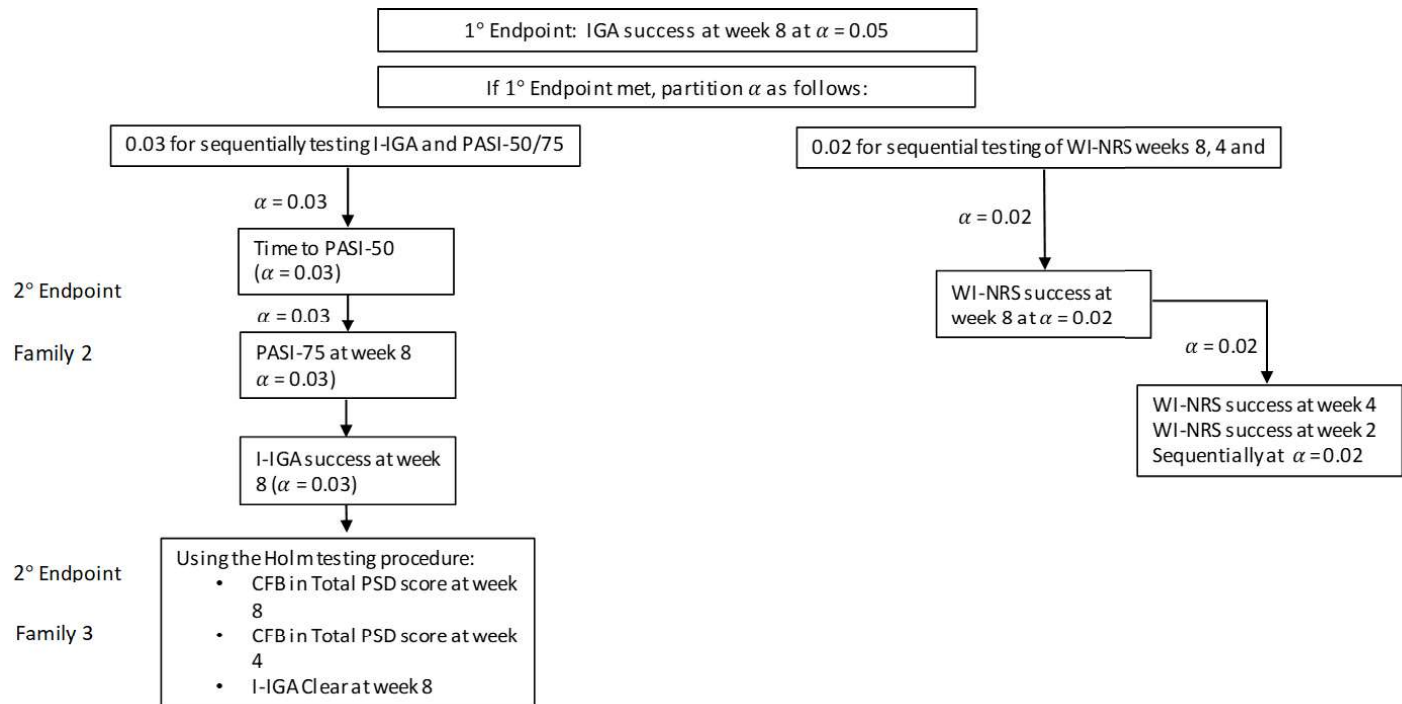 1° Endpoint: IGA success at week 8 at α = 0.05
If 1° Endpoint met, partition α as follows:
0.03 for sequentially testing I-IGA and PASI-50/75
0.02 for sequential testing of WI-NRS weeks 8, 4 and
α = 0.03
α = 0.02
Time to PASI-50
(α = 0.03)
2° Endpoint
WI-NRS success at
week 8 at α = 0.02
α = 0.03
Family 2
PASI-75 at week 8
α = 0.03)
α = 0.02
WI-NRS success at week 4
WI-NRS success at week 2
Sequentially at α = 0.02
I-IGA success at week
8 (α = 0.03)
2° Endpoint
Family 3
Using the Holm testing procedure:
• CFB in Total PSD score at week
8
• CFB in Total PSD score at week
4
• I-IGA Clear at week 8